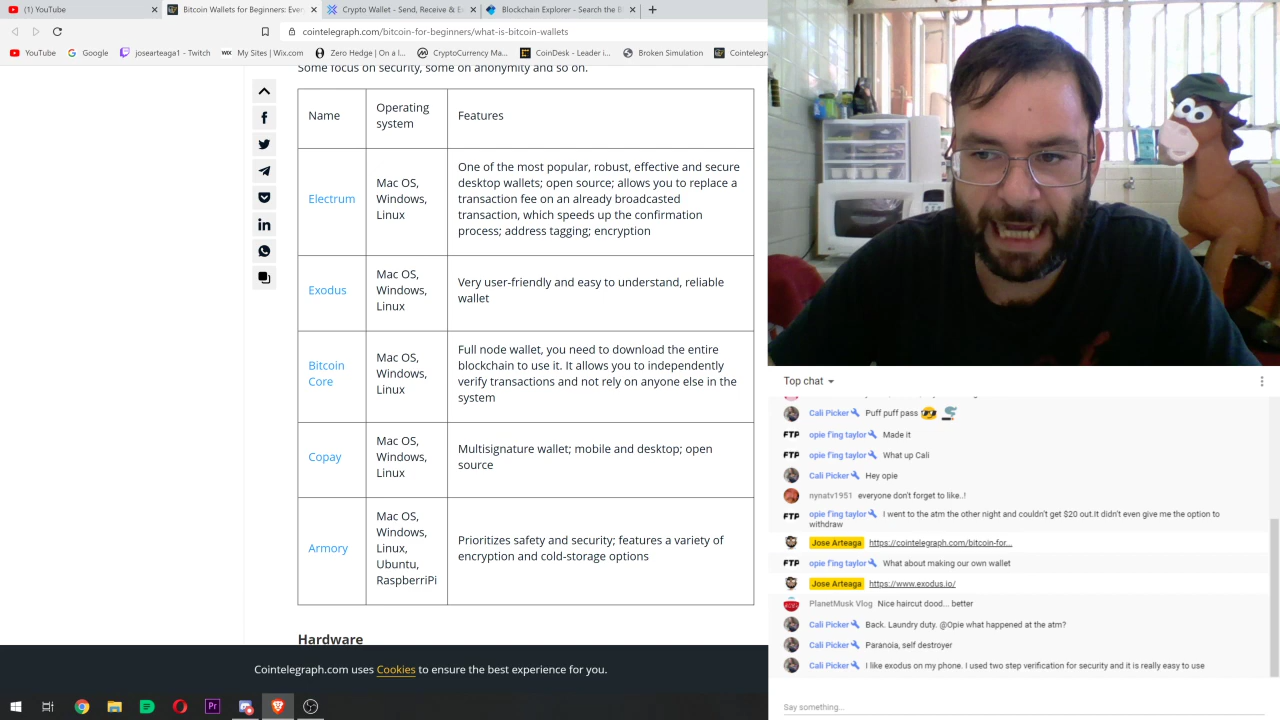 (1) YouTube
Bitcoin Wallets for Beginners: Ever
Crypto Wallet - Send, Receive & Ex
Blockchain Explorer - Search the B
cointelegraph.com/bitcoin-for-beginners/what-is-bitcoin-wallets
YouTube
Google
josearteaga1 - Twitch
WIX My Sites | Wix.com
Zero Hedge | On a l...
CryptoCurrency Ma...
CoinDesk - Leader i...
Broken Simulation
Cointelegr
Some focus on security, some on anonymity and so on.
Name
Operating
system
Features
Electrum
Mac OS,
Windows,
Linux
One of the most popular, robust, effective and secure
desktop wallets; open source; allows you to replace a
transaction fee on an already broadcasted
transaction, which speeds up the confirmation
process; address tagging; encryption
Exodus
Mac OS,
Windows,
Linux
Very user-friendly and easy to understand, reliable
wallet
Bitcoin
Core
Mac OS,
Windows,
Linux
Full node wallet, you need to download the entire
blockchain to use it. It allows you to independently
verify transactions and not rely on anyone else in the
system
Copay
Mac OS,
Windows,
Linux
Multisignature wallet; mobile and desktop; open
source
Armory
Mac OS,
Windows,
Linux,
Ubuntu,
RaspberriPi
Prioritizes safety and security; features a variety of
encryption and cold-storage options
Hardware
Cointelegraph.com uses Cookies to ensure the best experience for you.
Top chat
Cali Picker Puff puff pass
FTP opie f'ing taylor Made it
FTP opie f'ing taylor What up Cali
Cali Picker Hey opie
nynatv1951 everyone don't forget to like..!
FTP opie f'ing taylor I went to the atm the other night and couldn't get $20 out.It didn't even give me the option to
withdraw
Jose Arteaga https://cointelegraph.com/bitcoin-for...
FTP opie f'ing taylor What about making our own wallet
Jose Arteaga https://www.exodus.io/
PlanetMusk Vlog Nice haircut dood... better
Cali Picker Back. Laundry duty. @Opie what happened at the atm?
Cali Picker Paranoia, self destroyer
Cali Picker I like exodus on my phone. I used two step verification for security and it is really easy to use
Say something...